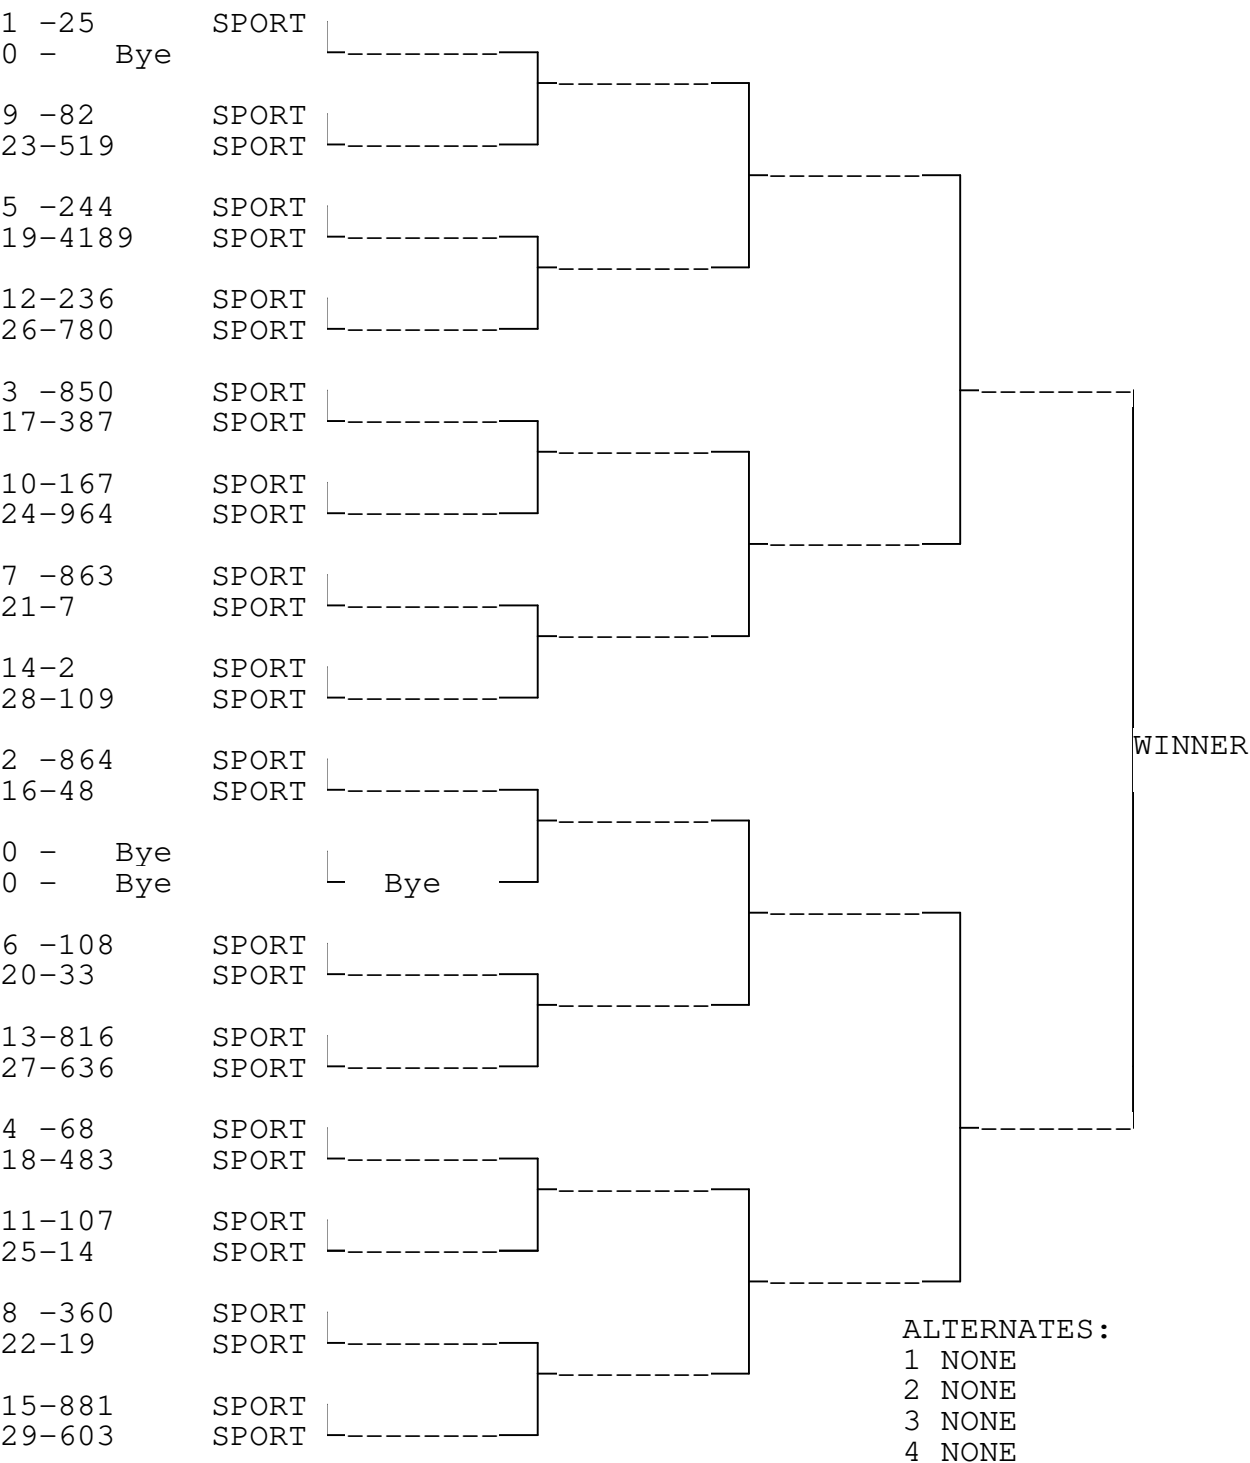 1 -25 SPORT
0 - Bye
9 -82 SPORT
23-519 SPORT
5 -244 SPORT
19-4189 SPORT
12-236 SPORT
26-780 SPORT
3 -850 SPORT
17-387 SPORT
10-167 SPORT
24-964 SPORT
7 -863 SPORT
21-7 SPORT
14-2 SPORT
28-109 SPORT
WINNER
2 -864 SPORT
16-48 SPORT
0 - Bye
0 - Bye Bye
6 -108 SPORT
20-33 SPORT
13-816 SPORT
27-636 SPORT
4 -68 SPORT
18-483 SPORT
11-107 SPORT
25-14 SPORT
8 -360 SPORT
22-19 SPORT
15-881 SPORT
29-603 SPORT
ALTERNATES:
1 NONE
2 NONE
3 NONE
4 NONE